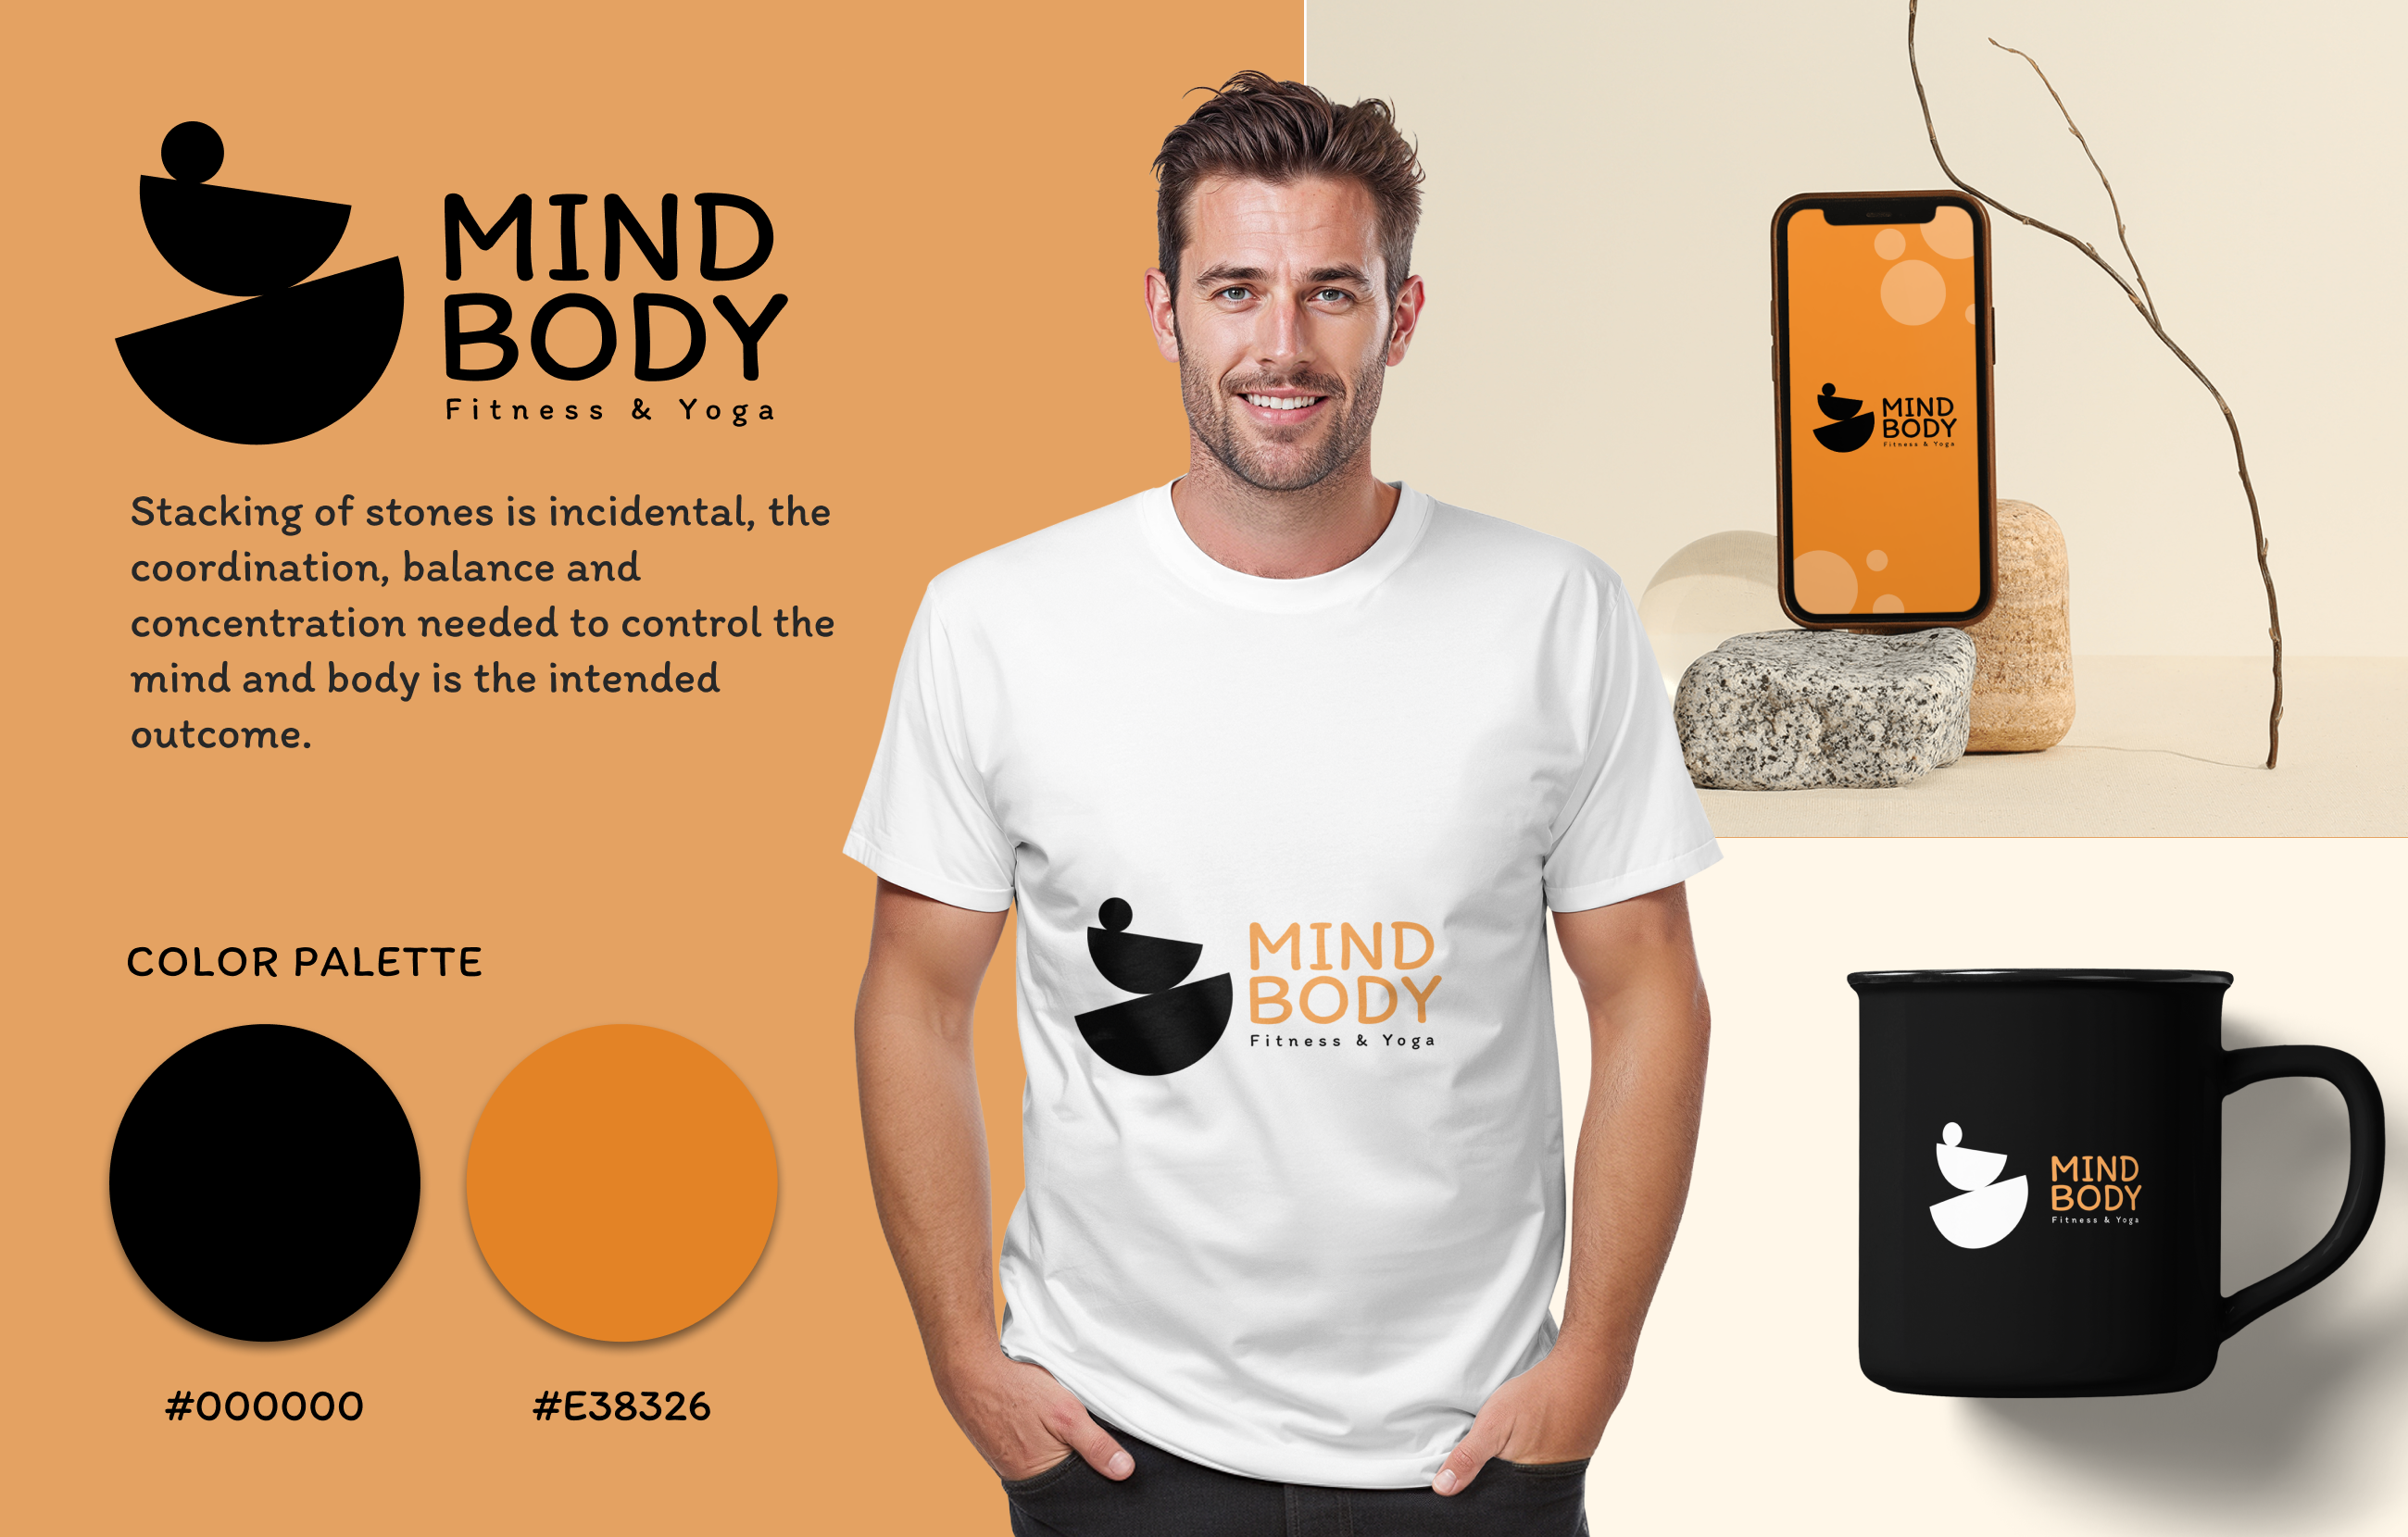 MIND
BODY
Fitness & Yoga
Stacking of stones is incidental, the
coordination, balance and
concentration needed to control the
mind and body is the intended
outcome.
COLOR PALETTE
#000000
#E38326
MIND
BODY
Fitness & Yoga
MIND
BODY
Fitness & Yoga
MIND
BODY
Fitness & Yoga